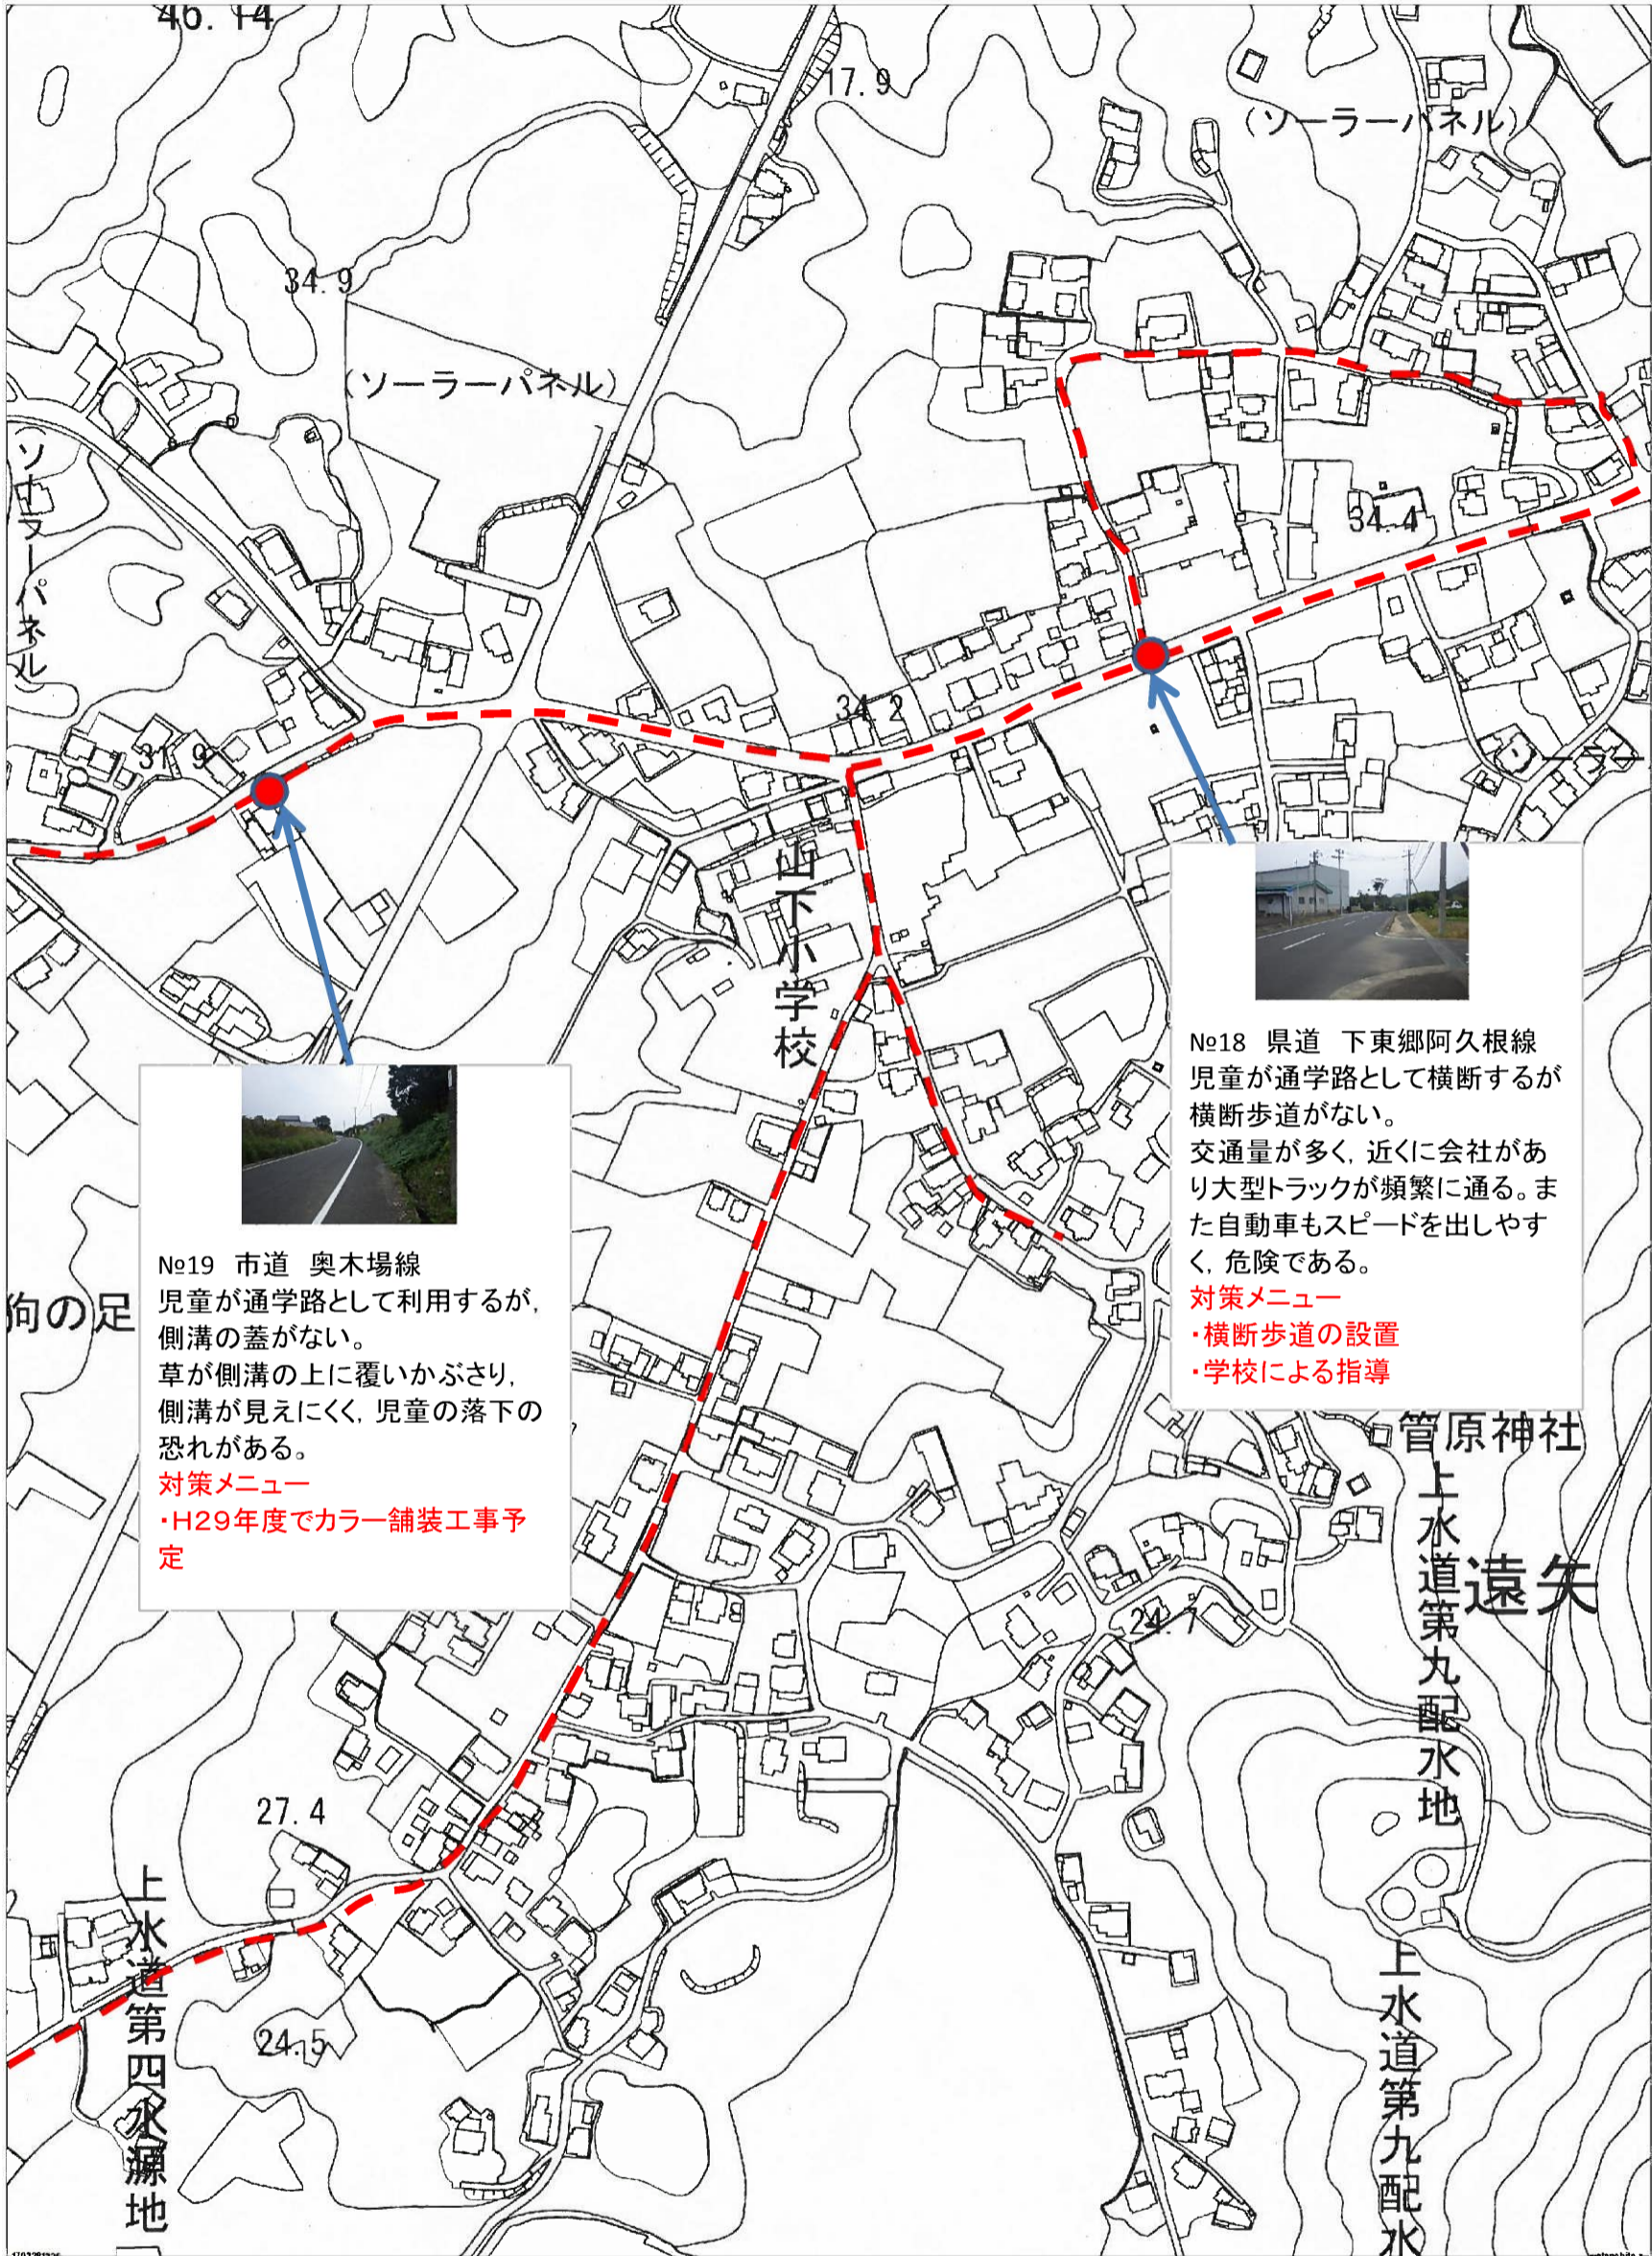 46.14
17.9
(ソーラーパネル)
34.9
(ソーラーパネル)
ソーラーパネル)
34.4
34.2
31.9
山下小学校
№18 県道 下東郷阿久根線
児童が通学路として横断するが
横断歩道がない。
交通量が多く,近くに会社があ
り大型トラックが頻繁に通る。ま
た自動車もスピードを出しやす
く,危険である。
対策メニュー
・横断歩道の設置
・学校による指導
№19 市道 奥木場線
児童が通学路として利用するが,
側溝の蓋がない。
草が側溝の上に覆いかぶさり,
側溝が見えにくく,児童の落下の
恐れがある。
対策メニュー
・H29年度でカラー舗装工事予
定
狗の足
管原神社
上水道第九配水地
遠矢
24.7
27.4
上水道第四水源地
24.5
上水道第九配水